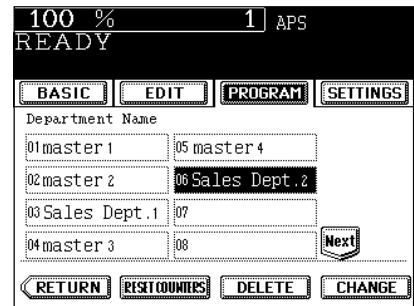 100 % 1 APS
READY
BASIC EDIT PROGRAM SETTINGS
Department Name
01 master 1 05 master 4
02 master 2 06 Sales Dept.2
03 Sales Dept.1 07
04 master 3 08 Next
RETURN RESET COUNTERS DELETE CHANGE